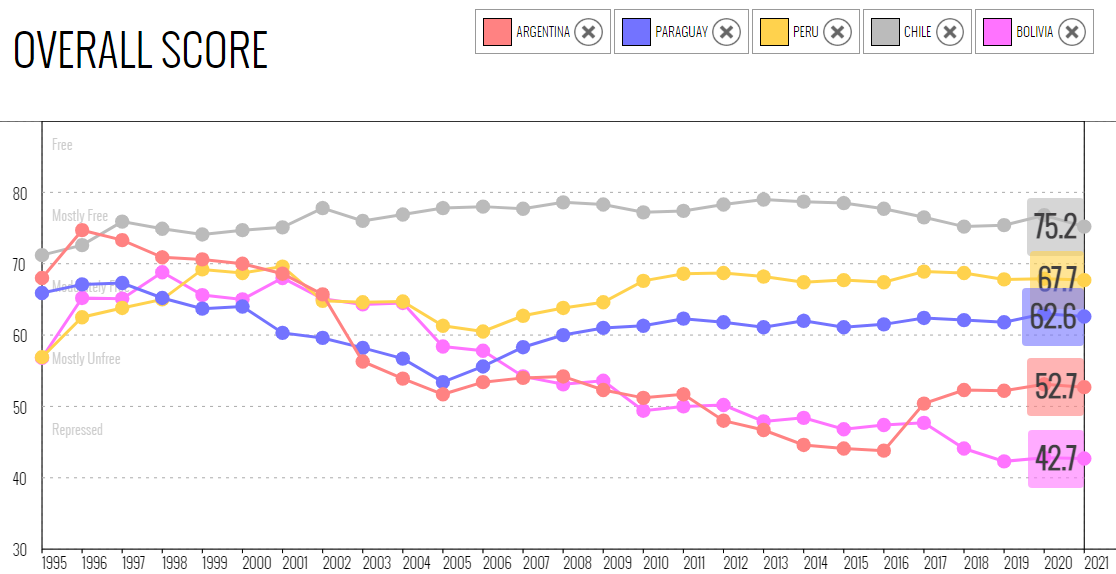 OVERALL SCORE
ARGENTINA
PARAGUAY
PERU
CHILE
BOLIVIA
Free
80
Mostly Free
75.2
70
Moderately Free
67.7
62.6
60
Mostly Unfree
52.7
50
Repressed
42.7
40
30
1995 1996 1997 1998 1999 2000 2001 2002 2003 2004 2005 2006 2007 2008 2009 2010 2011 2012 2013 2014 2015 2016 2017 2018 2019 2020 2021